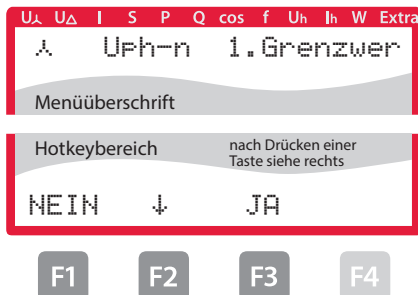 U⅄ U△ I S P Q cos f Uh Ih W Extra
⅄ Uph-n 1.Grenzwer
Menüüberschrift
Hotkeybereich nach Drücken einer
Taste siehe rechts
NEIN ↓ JA
F1 F2 F3 F4